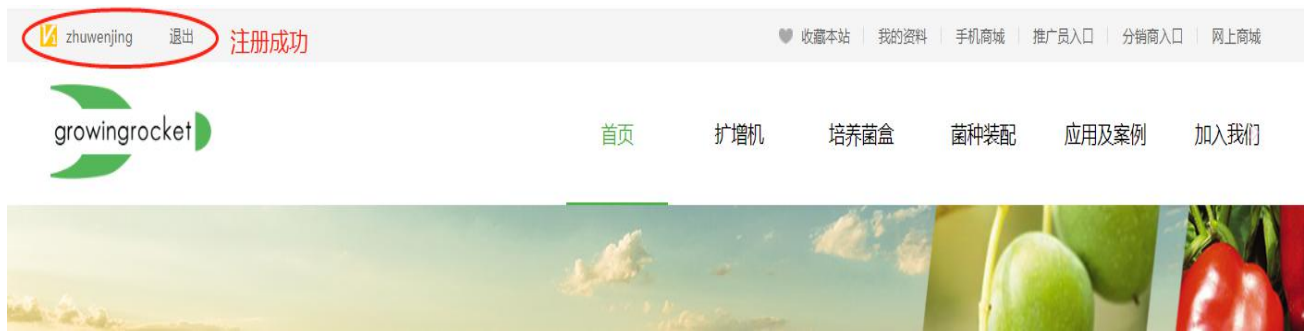 zhuwenjing 退出 注册成功 收藏本站 我的资料 手机商城 推广员入口 分销商入口 网上商城
growingrocket 首页 扩增机 培养菌盒 菌种装配 应用及案例 加入我们